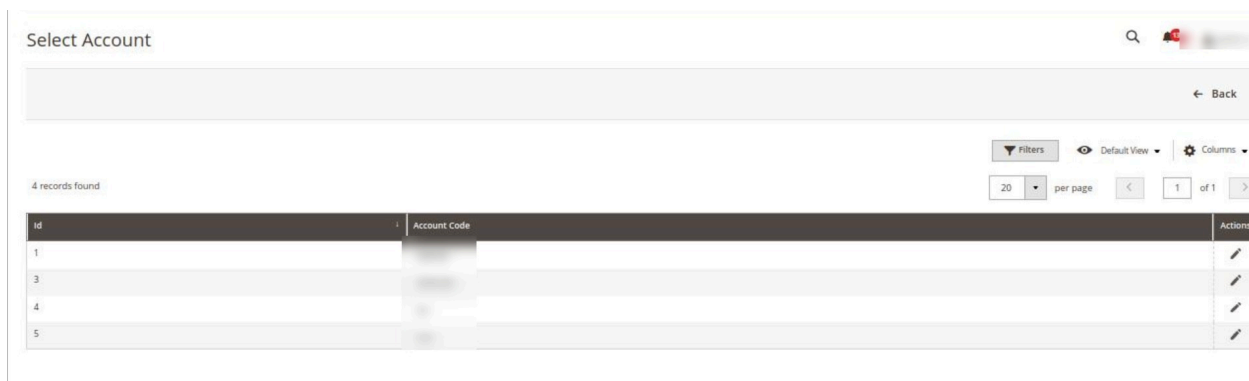 Select Account
← Back
Filters Default View Columns
4 records found 20 per page 1 of 1
Id Account Code Actions
1
3
4
5